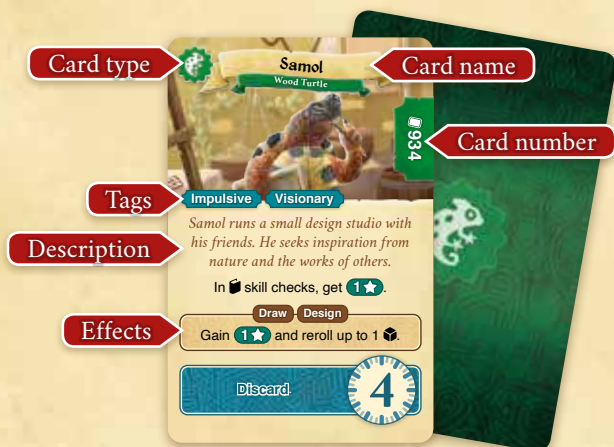 Card type
Samol
Card name
Wood Turtle
934
Card number
Tags
Impulsive Visionary
Description
Samol runs a small design studio with
his friends. He seeks inspiration from
nature and the works of others.
In skill checks, get 1.
Effects
Draw Design
Gain 1 and reroll up to 1.
Discard.
4